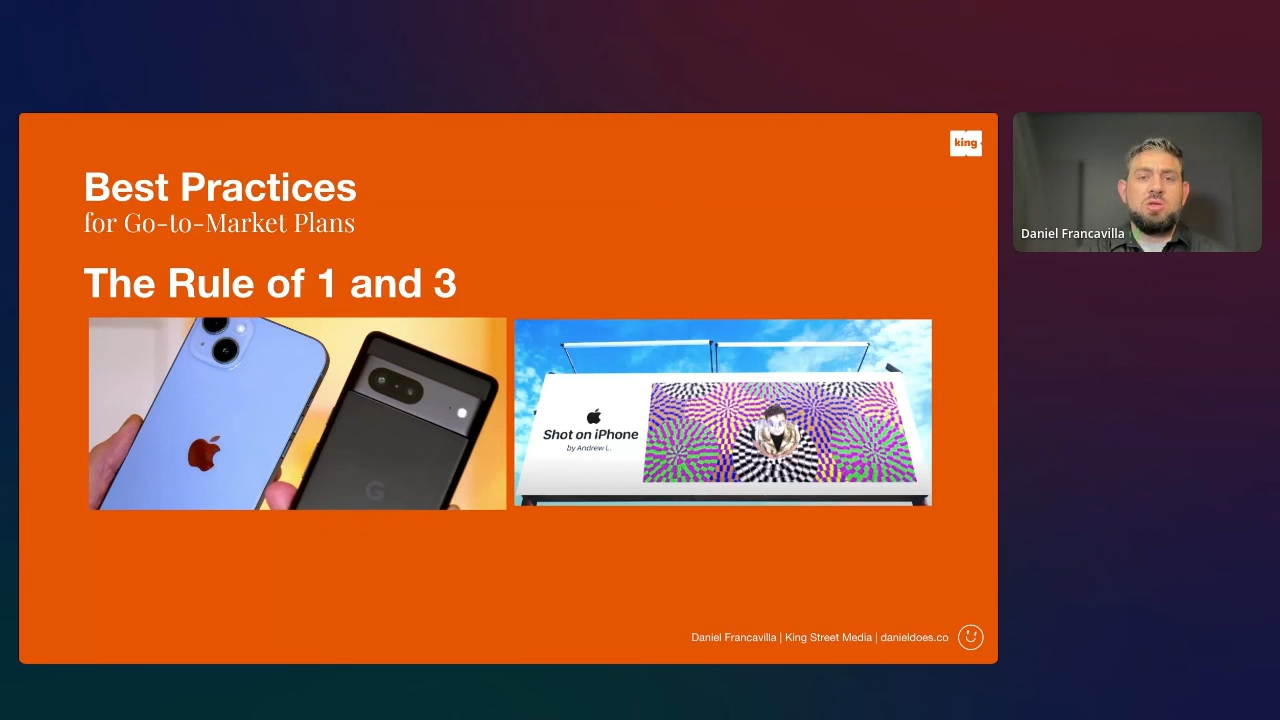 king
Best Practices
for Go-to-Market Plans
The Rule of 1 and 3
G
Shot on iPhone
by Andrew L.
Daniel Francavilla | King Street Media | danieldoes.co
Daniel Francavilla